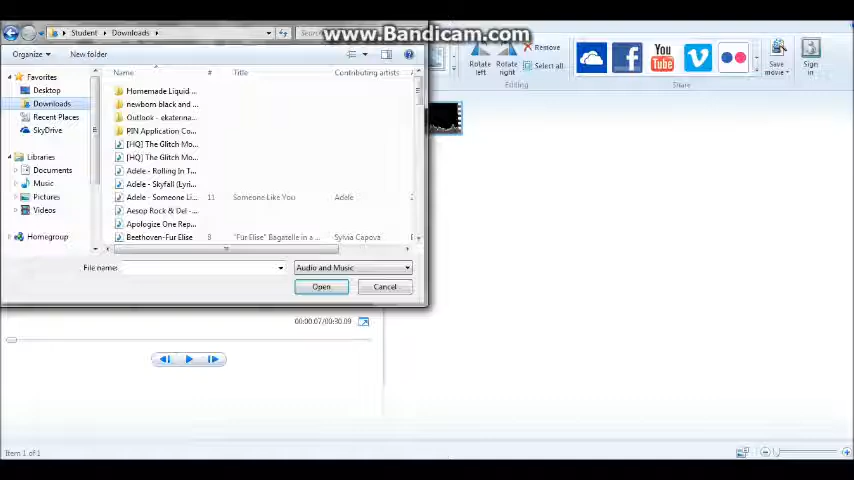 www.Bandicam.com
Student ▸ Downloads ▸
Organize ▾ New folder
Name # Title Contributing artists
Favorites
Desktop
Downloads
Recent Places
SkyDrive
Libraries
Documents
Music
Pictures
Videos
Homegroup
Homemade Liquid ...
newborn black and ...
Outlook - ekaterina...
PIN Application Co...
[HQ] The Glitch Mo...
[HQ] The Glitch Mo...
Adele - Rolling In T...
Adele - Skyfall (Lyri...
Adele - Someone Li... 11 Someone Like You Adele
Aesop Rock & Del -...
Apologize One Rep...
Beethoven-Fur Elise 8 "Für Elise" Bagatelle in a ... Sylvia Capova
File name: Audio and Music
Open Cancel
Rotate left
Rotate right
Remove
Select all
Editing
You Tube
Share
Save movie ▾
Sign in
00:00.07/00:30.09
Item 1 of 1